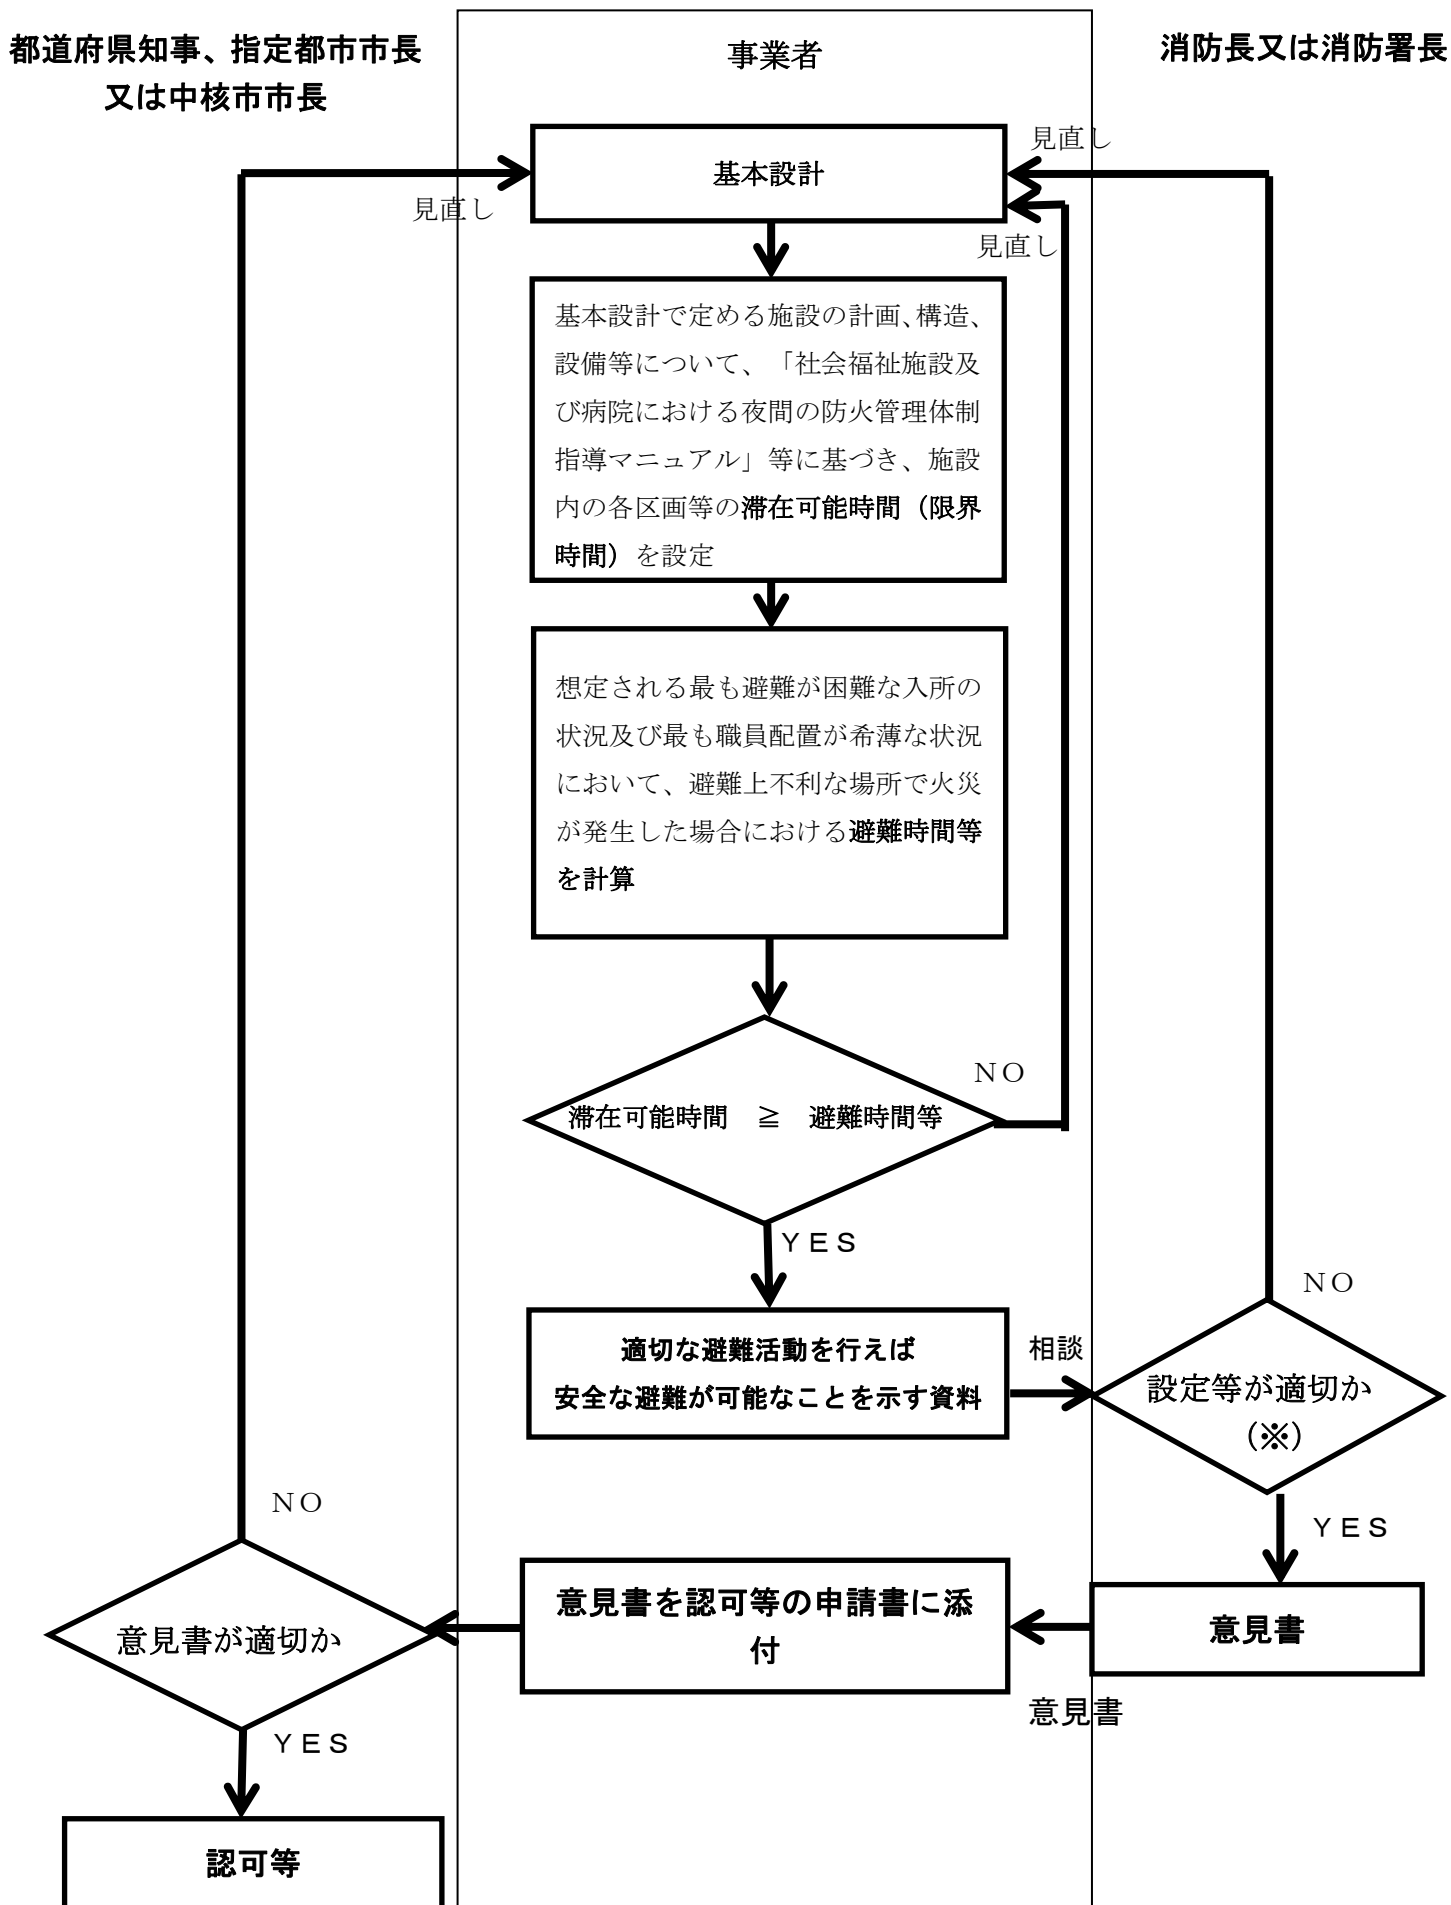 都道府県知事、指定都市市長
又は中核市市長
事業者
消防長又は消防署長
見直し
基本設計
見直し
見直し
基本設計で定める施設の計画、構造、
設備等について、「社会福祉施設及
び病院における夜間の防火管理体制
指導マニュアル」等に基づき、施設
内の各区画等の滞在可能時間（限界
時間）を設定
想定される最も避難が困難な入所の
状況及び最も職員配置が希薄な状況
において、避難上不利な場所で火災
が発生した場合における避難時間等
を計算
NO
滞在可能時間　≧　避難時間等
YES
NO
適切な避難活動を行えば
安全な避難が可能なことを示す資料
相談
設定等が適切か
（※）
NO
YES
意見書を認可等の申請書に添
付
意見書
意見書が適切か
意見書
YES
認可等